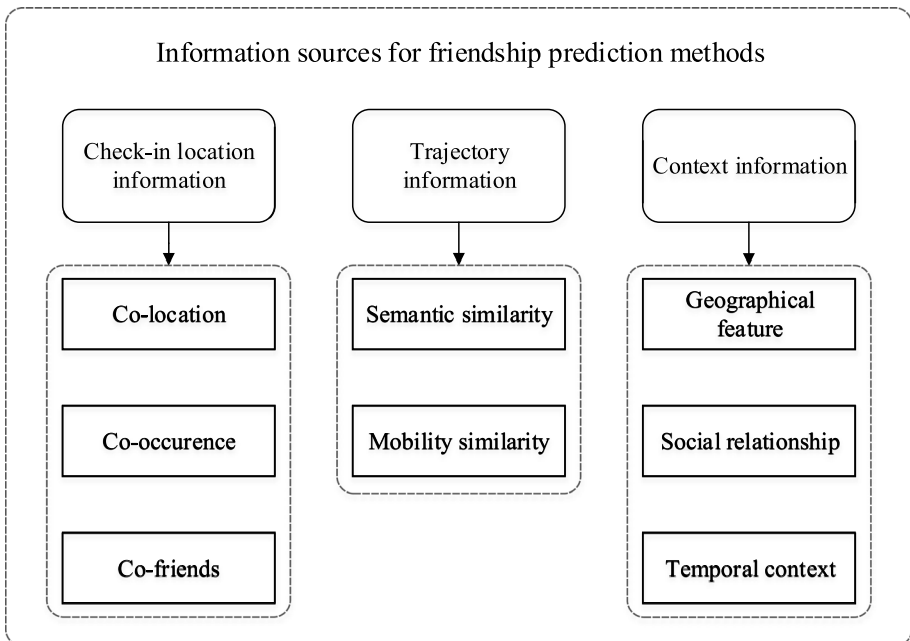 Information sources for friendship prediction methods
Check-in location
information
Trajectory
information
Context information
Co-location
Co-occurence
Co-friends
Semantic similarity
Mobility similarity
Geographical
feature
Social relationship
Temporal context